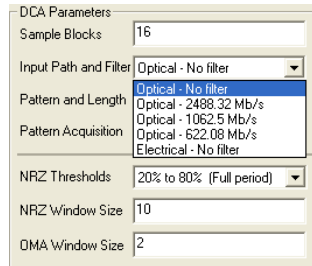 DCA Parameters
Sample Blocks 16
Input Path and Filter Optical - No filter
Optical - No filter
Pattern and Length Optical - 2488.32 Mb/s
Optical - 1062.5 Mb/s
Pattern Acquisition Optical - 622.08 Mb/s
Electrical - No filter
NRZ Thresholds 20% to 80% (Full period)
NRZ Window Size 10
OMA Window Size 2